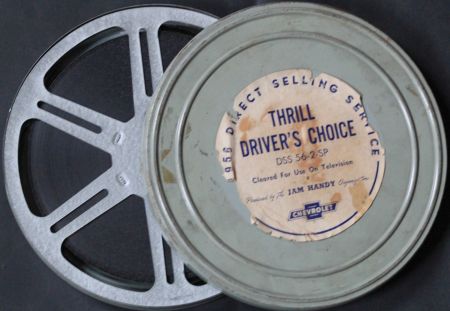 1956 DIRECT SELLING SERVICE
THRILL
DRIVER'S CHOICE
DSS 56-2-SP
Cleared For Use On Television
Produced by The JAM HANDY Organization
CHEVROLET